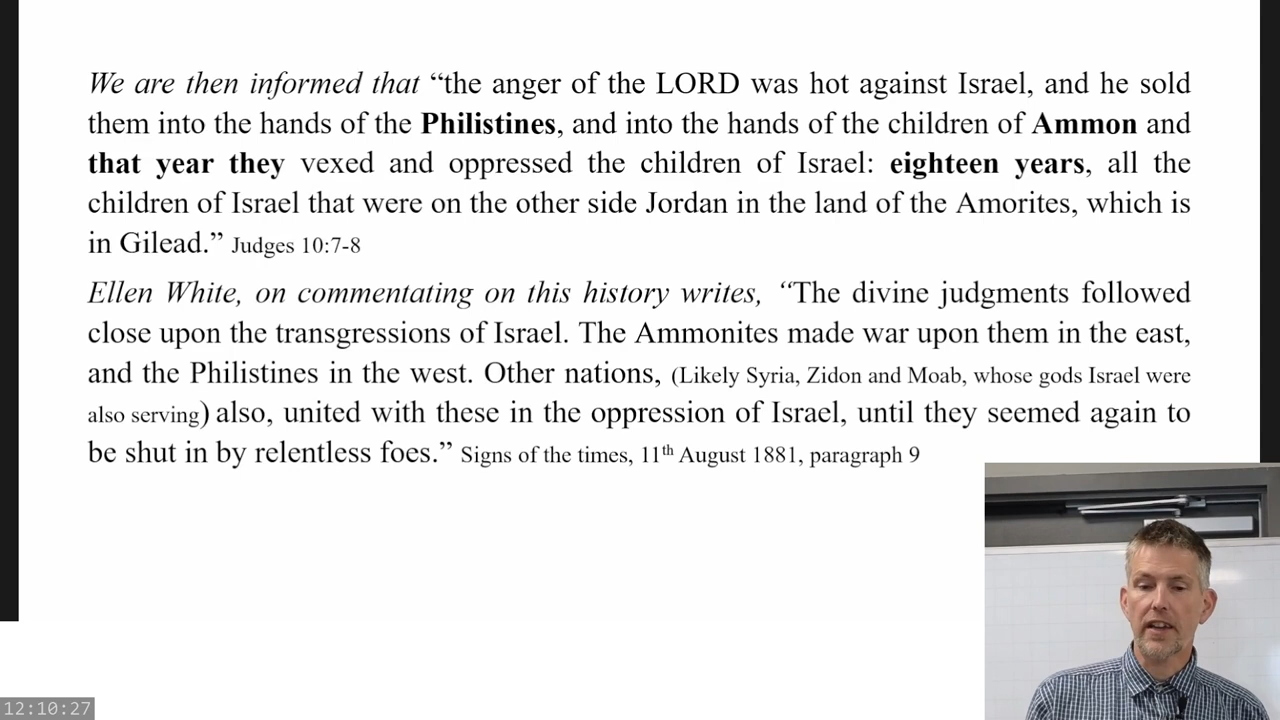 We are then informed that “the anger of the LORD was hot against Israel, and he sold
them into the hands of the Philistines, and into the hands of the children of Ammon and
that year they vexed and oppressed the children of Israel: eighteen years, all the
children of Israel that were on the other side Jordan in the land of the Amorites, which is
in Gilead.” Judges 10:7-8
Ellen White, on commentating on this history writes, “The divine judgments followed
close upon the transgressions of Israel. The Ammonites made war upon them in the east,
and the Philistines in the west. Other nations, (Likely Syria, Zidon and Moab, whose gods Israel were
also serving) also, united with these in the oppression of Israel, until they seemed again to
be shut in by relentless foes.” Signs of the times, 11th August 1881, paragraph 9
12:10:27